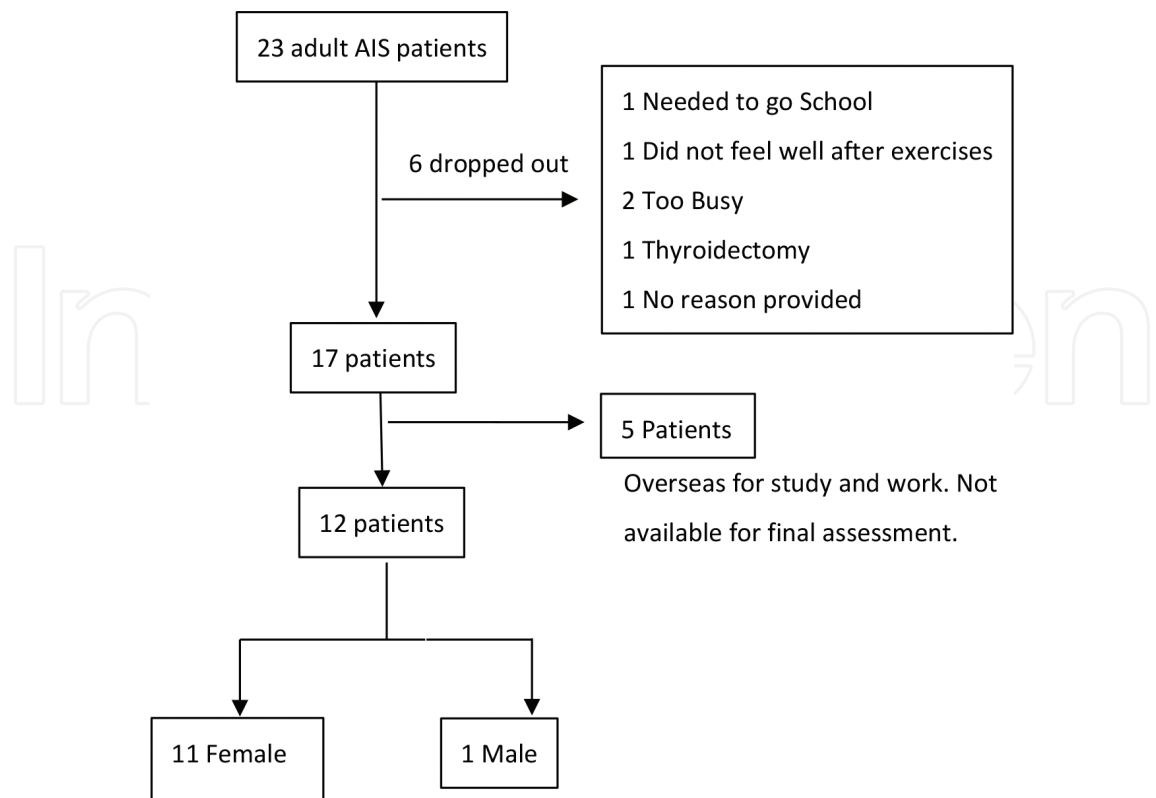 23 adult AIS patients
6 dropped out
1 Needed to go School
1 Did not feel well after exercises
2 Too Busy
1 Thyroidectomy
1 No reason provided
17 patients
5 Patients
Overseas for study and work. Not
available for final assessment.
12 patients
11 Female
1 Male